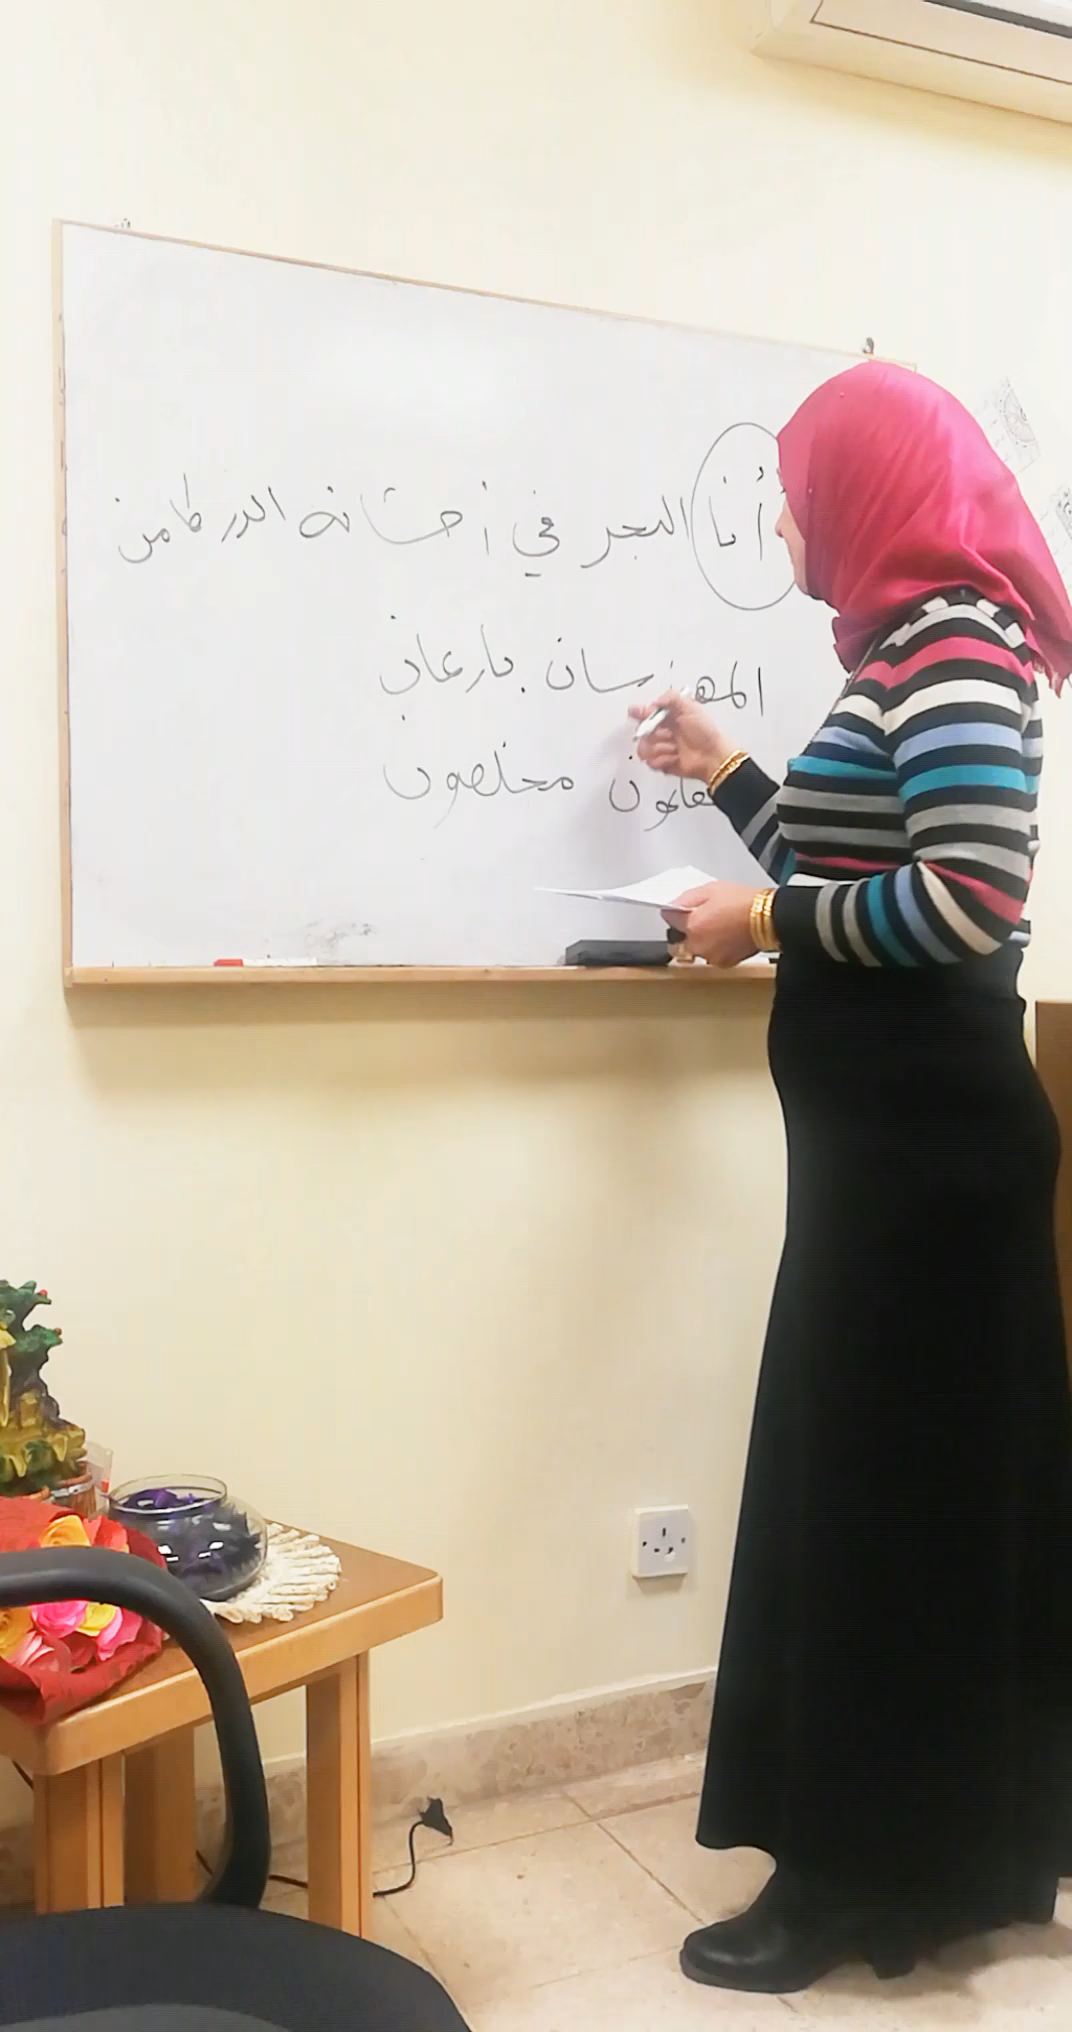 أنا البحر في أحشائه الدر كامن
المهندسان بارعان
مخلصون